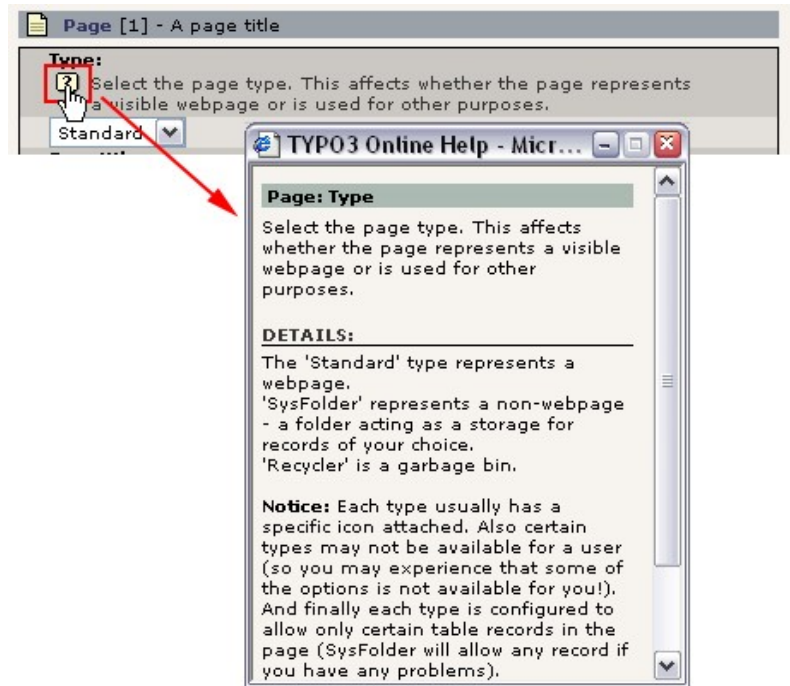 Page [1] - A page title
Type:
Select the page type. This affects whether the page represents
a visible webpage or is used for other purposes.
Standard
TYPO3 Online Help - Micr...
Page: Type
Select the page type. This affects
whether the page represents a visible
webpage or is used for other
purposes.
DETAILS:
The 'Standard' type represents a
webpage.
'SysFolder' represents a non-webpage
- a folder acting as a storage for
records of your choice.
'Recycler' is a garbage bin.
Notice: Each type usually has a
specific icon attached. Also certain
types may not be available for a user
(so you may experience that some of
the options is not available for you!).
And finally each type is configured to
allow only certain table records in the
page (SysFolder will allow any record if
you have any problems).